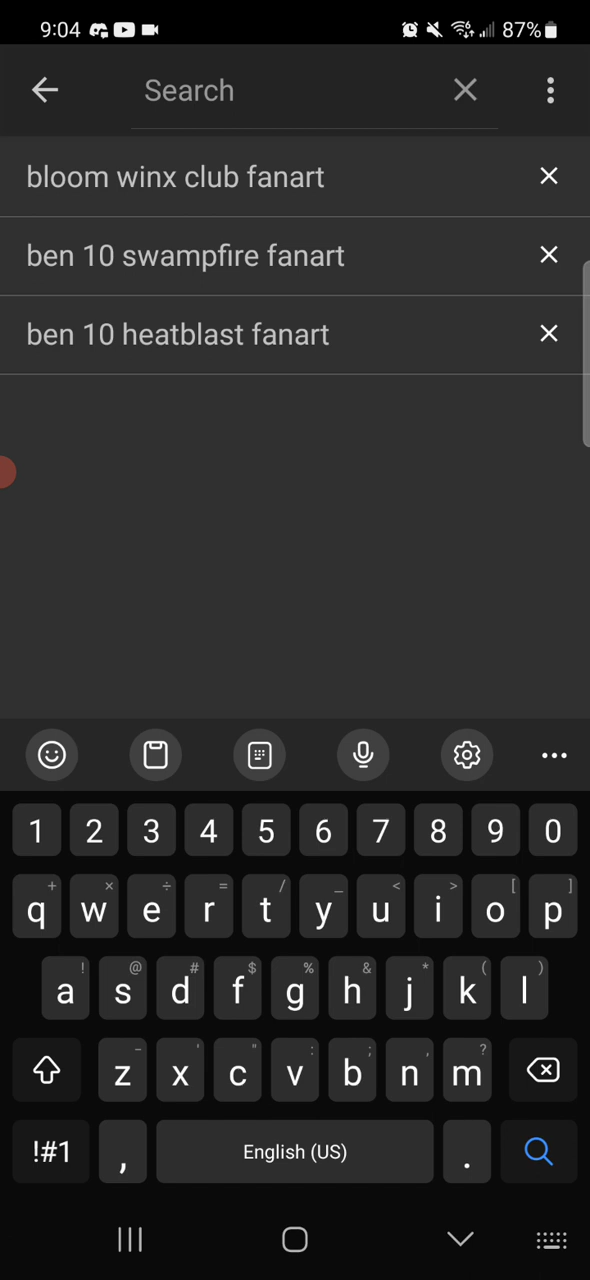 9:04 87%
Search
bloom winx club fanart
ben 10 swampfire fanart
ben 10 heatblast fanart
1 2 3 4 5 6 7 8 9 0
+ × ÷ = / _ < > [ ]
q w e r t y u i o p
! @ # $ % & * ( )
a s d f g h j k l
- ' " : ; , ?
z x c v b n m
!#1 , English (US) .